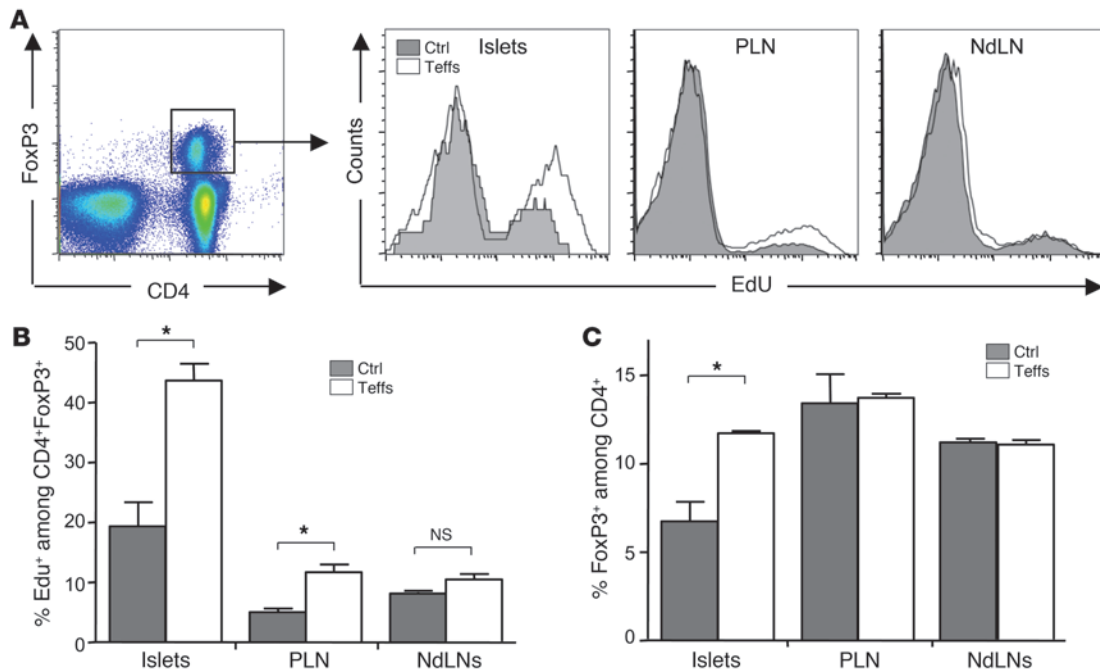 A
FoxP3
CD4
Counts
Ctrl
Teffs
Islets
PLN
NdLN
EdU
B
% Edu⁺ among CD4⁺FoxP3⁺
50
40
30
20
10
0
*
*
NS
Ctrl
Teffs
Islets
PLN
NdLNs
C
% FoxP3⁺ among CD4⁺
15
10
5
0
*
Ctrl
Teffs
Islets
PLN
NdLNs